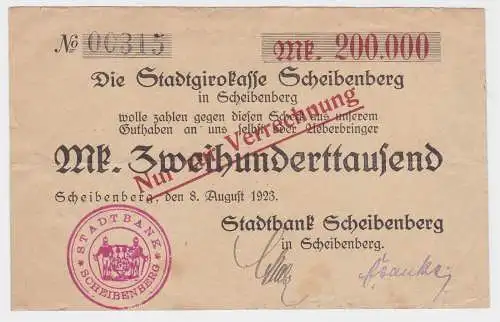 No 00315 Mk. 200.000
Die Stadtgirokasse Scheibenberg
in Scheibenberg
wolle zahlen gegen diesen Scheck aus unserem
Guthaben an uns selbst oder Ueberbringer
Nur zur Verrechnung
Mk. Zweihunderttausend
Scheibenberg, den 8. August 1923.
Stadtbank Scheibenberg
in Scheibenberg.
STADTBANK
SCHEIBENBERG